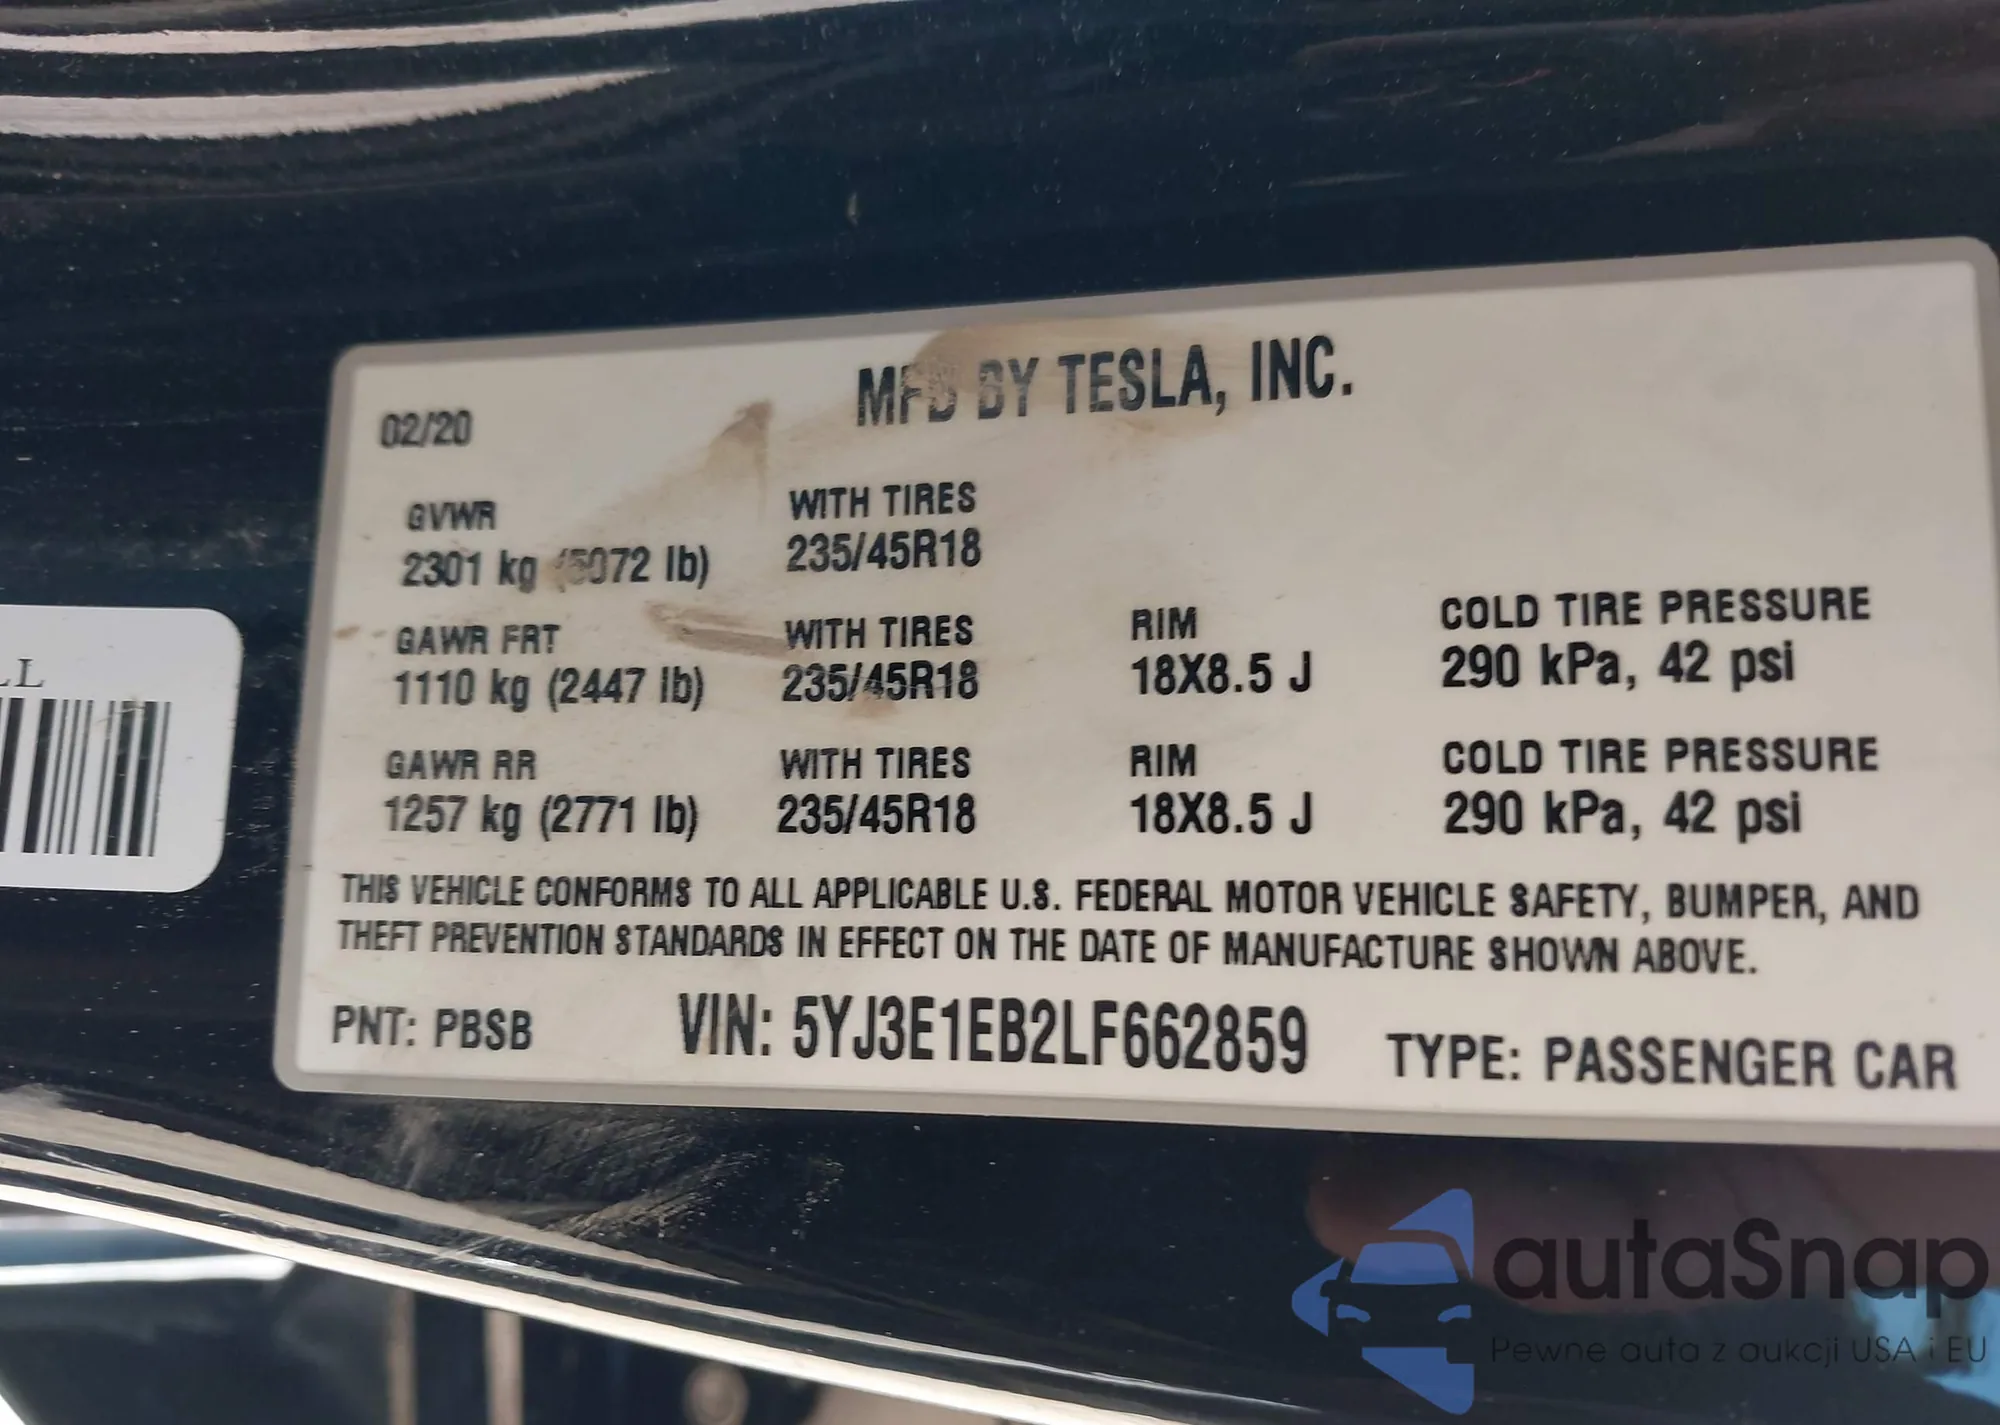 MFD BY TESLA, INC.
02/20
GVWR WITH TIRES
2301 kg (5072 lb) 235/45R18
GAWR FRT WITH TIRES RIM COLD TIRE PRESSURE
1110 kg (2447 lb) 235/45R18 18X8.5 J 290 kPa, 42 psi
GAWR RR WITH TIRES RIM COLD TIRE PRESSURE
1257 kg (2771 lb) 235/45R18 18X8.5 J 290 kPa, 42 psi
THIS VEHICLE CONFORMS TO ALL APPLICABLE U.S. FEDERAL MOTOR VEHICLE SAFETY, BUMPER, AND
THEFT PREVENTION STANDARDS IN EFFECT ON THE DATE OF MANUFACTURE SHOWN ABOVE.
PNT: PBSB VIN: 5YJ3E1EB2LF662859 TYPE: PASSENGER CAR
autaSnap
Pewne auta z aukcji USA i EU